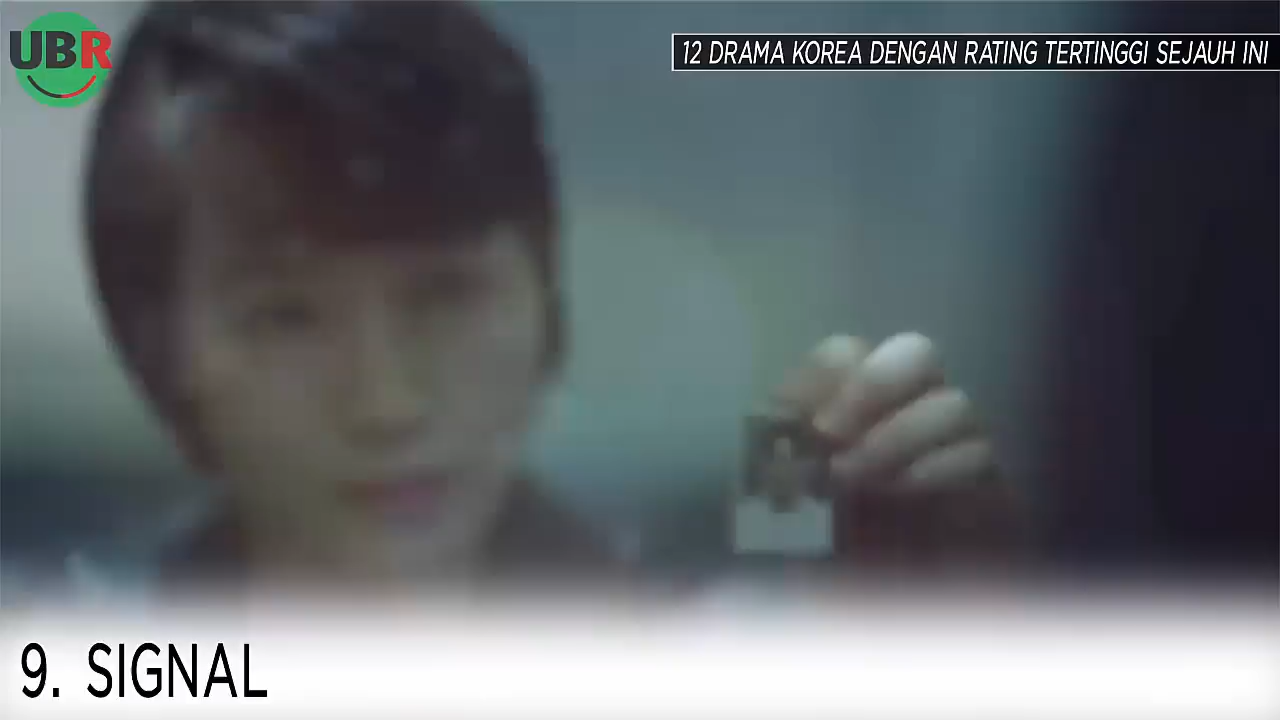 UBR
12 DRAMA KOREA DENGAN RATING TERTINGGI SEJAUH INI
9. SIGNAL